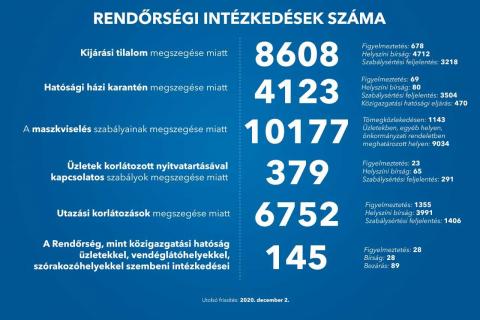 RENDŐRSÉGI INTÉZKEDÉSEK SZÁMA
Kijárási tilalom megszegése miatt
8608
Figyelmeztetés: 678
Helyszíni bírság: 4712
Szabálysértési feljelentés: 3218
Hatósági házi karantén megszegése miatt
4123
Figyelmeztetés: 69
Helyszíni bírság: 80
Szabálysértési feljelentés: 3504
Közigazgatási hatósági eljárás: 470
A maszkviselés szabályainak megszegése miatt
10177
Tömegközlekedésen: 1143
Üzletekben, egyéb helyen,
önkormányzati rendeletben
meghatározott helyen: 9034
Üzletek korlátozott nyitvatartásával
kapcsolatos szabályok megszegése miatt
379
Figyelmeztetés: 23
Helyszíni bírság: 65
Szabálysértési feljelentés: 291
Utazási korlátozások megszegése miatt
6752
Figyelmeztetés: 1355
Helyszíni bírság: 3991
Szabálysértési feljelentés: 1406
A Rendőrség, mint közigazgatási hatóság
üzletekkel, vendéglátóhelyekkel,
szórakozóhelyekkel szembeni intézkedései
145
Figyelmeztetés: 28
Bírság: 28
Bezárás: 89
Utolsó frissítés: 2020. december 2.